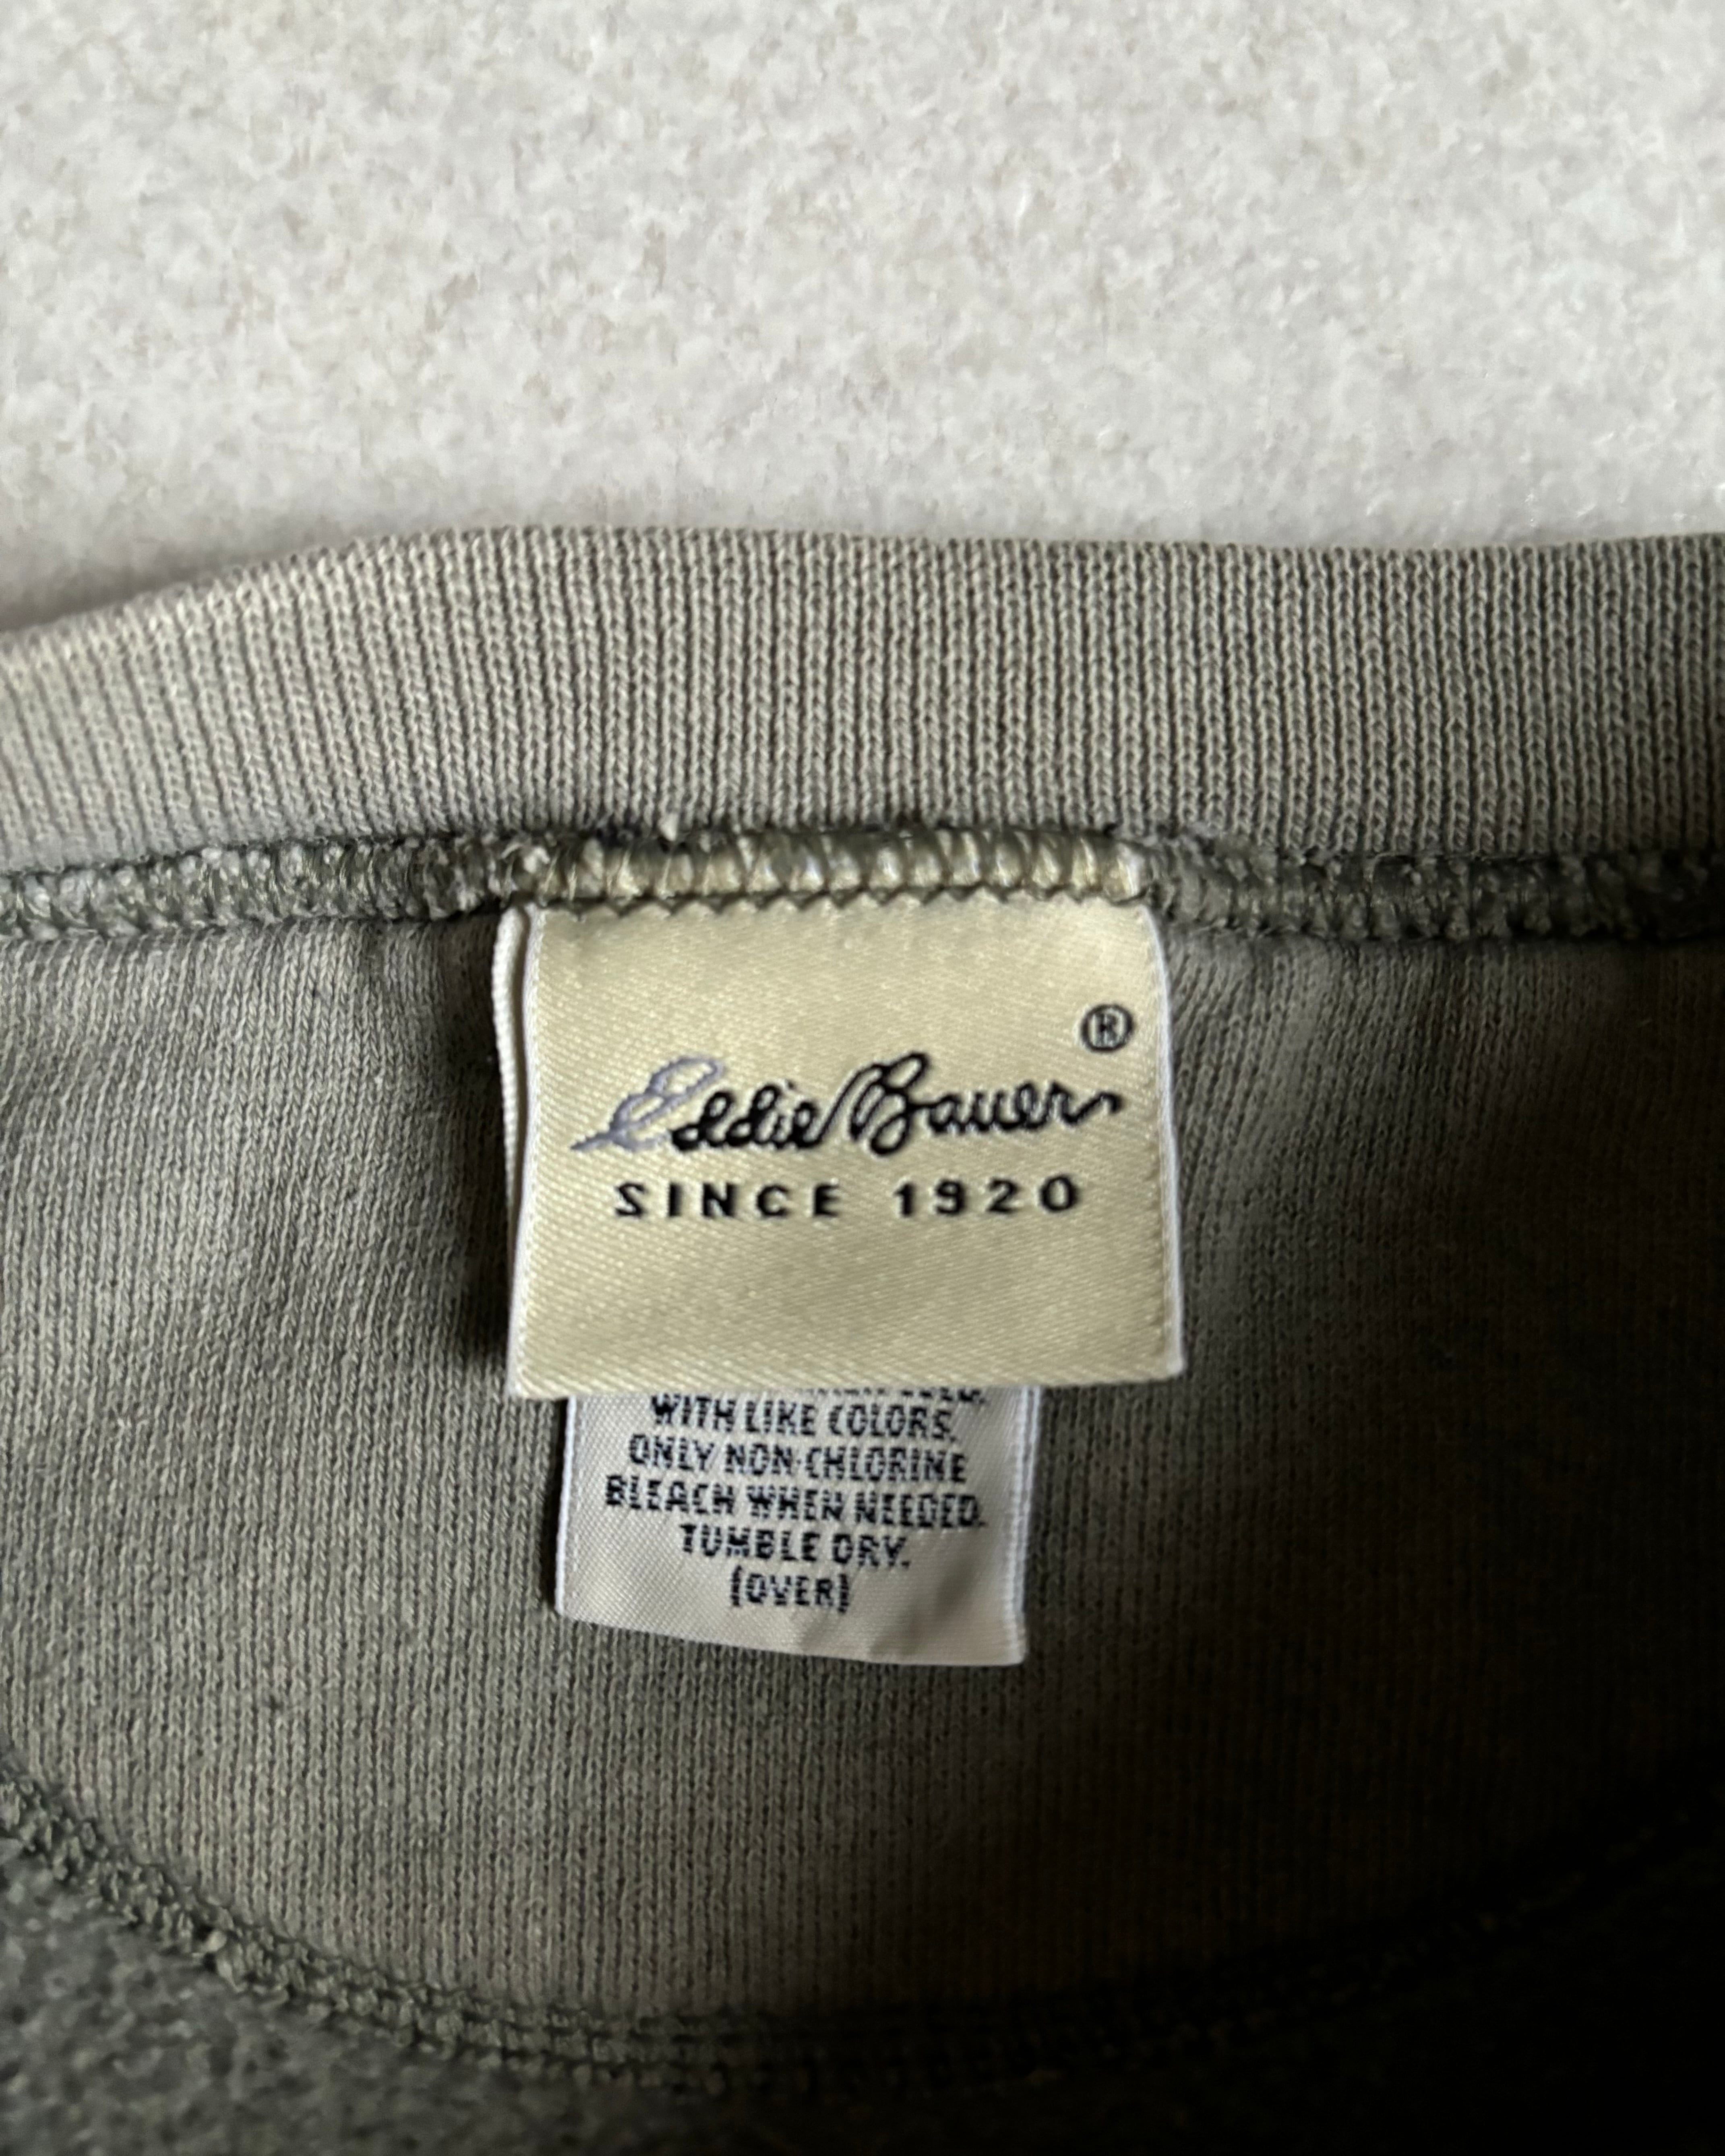 ®
Eddie Bauer
SINCE 1920
WITH LIKE COLORS.
ONLY NON-CHLORINE
BLEACH WHEN NEEDED.
TUMBLE DRY.
(OVER)